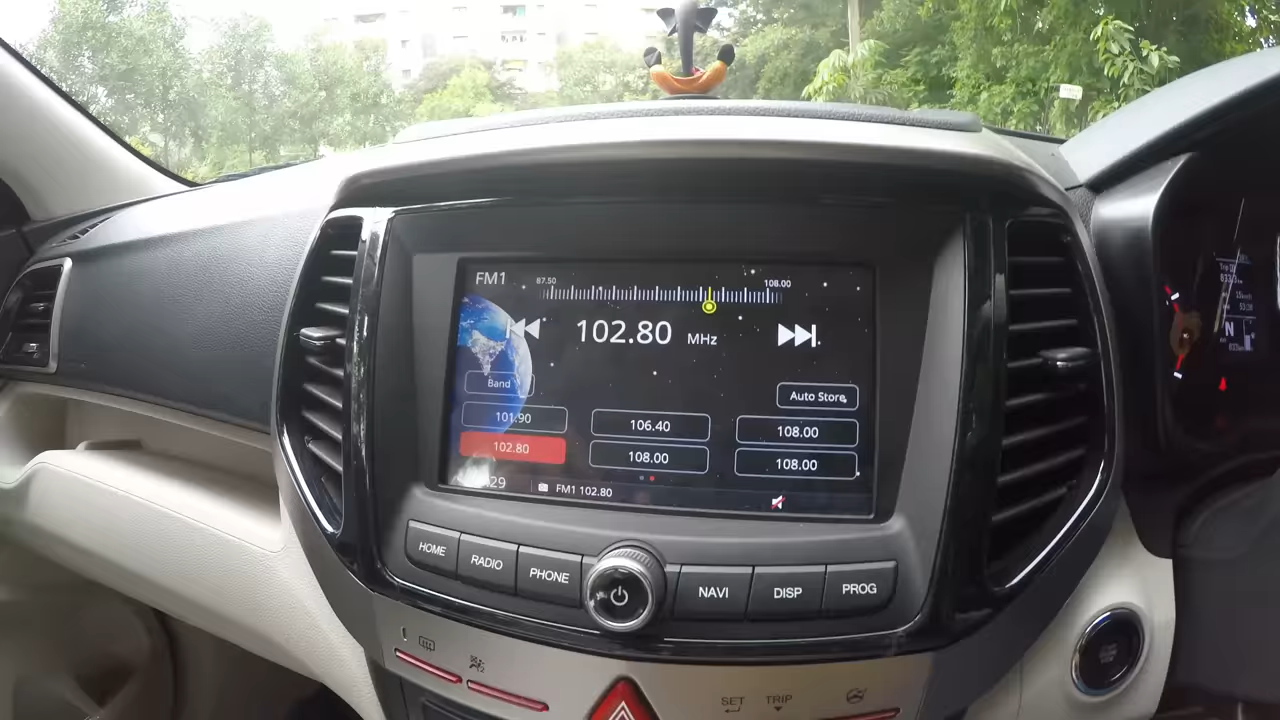 FM1 87.50 108.00
102.80 MHz
Band
Auto Store
101.90 106.40 108.00
102.80 108.00 108.00
29 FM1 102.80
HOME RADIO PHONE NAVI DISP PROG
SET TRIP
N